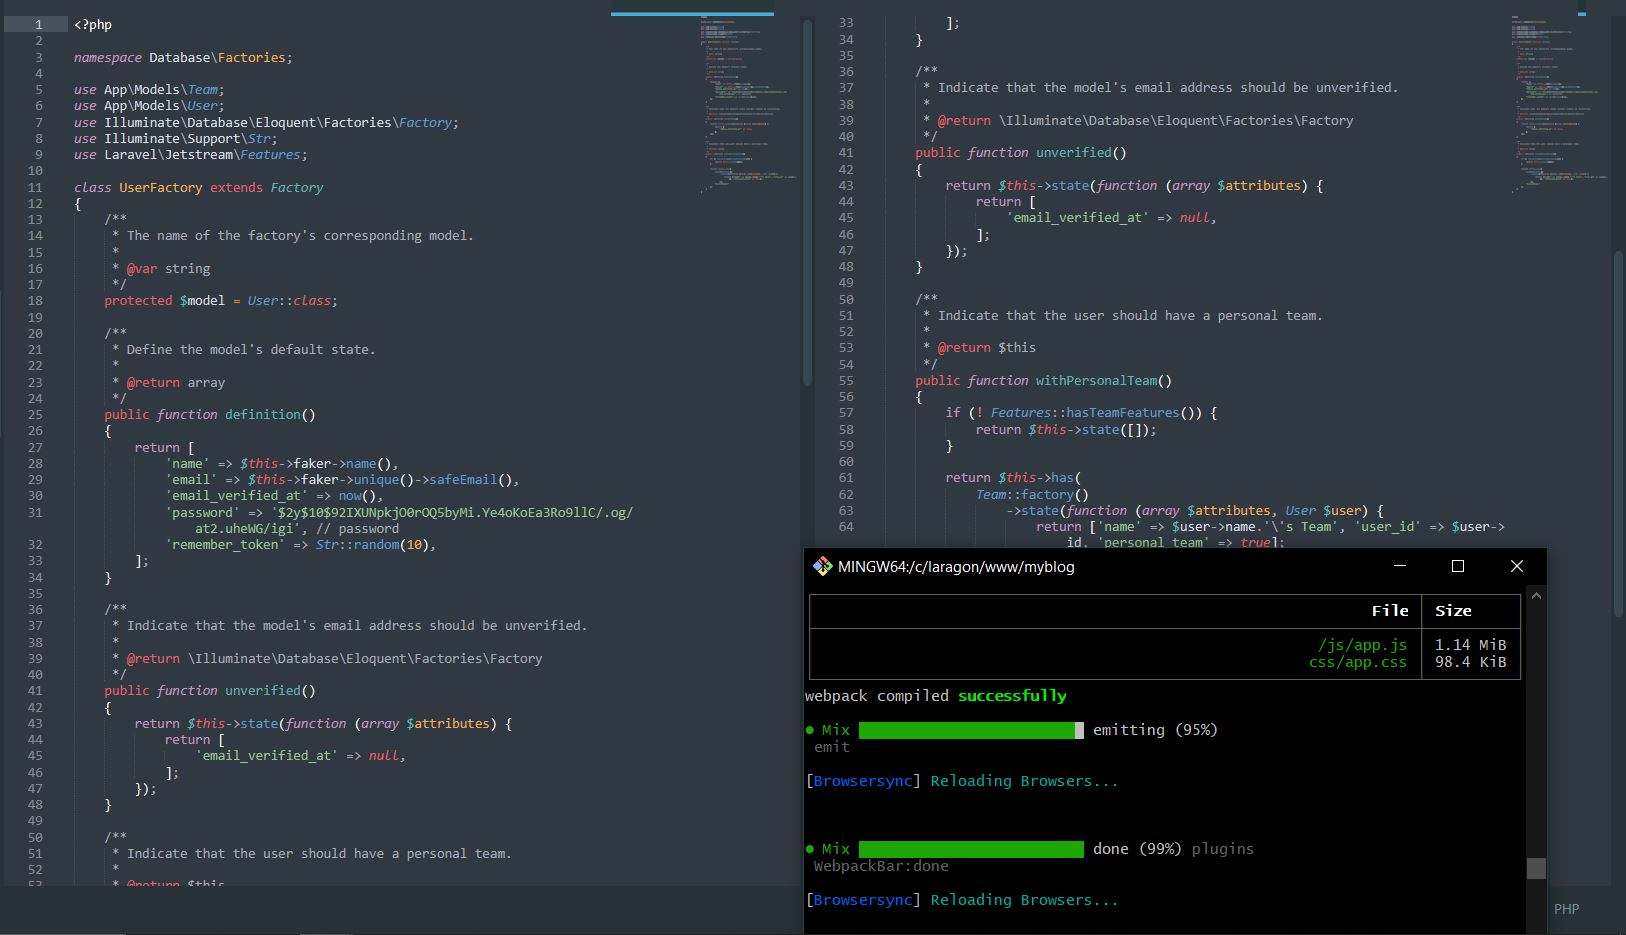 1 <?php
2
3 namespace Database\Factories;
4
5 use App\Models\Team;
6 use App\Models\User;
7 use Illuminate\Database\Eloquent\Factories\Factory;
8 use Illuminate\Support\Str;
9 use Laravel\Jetstream\Features;
10
11 class UserFactory extends Factory
12 {
13     /**
14      * The name of the factory's corresponding model.
15      *
16      * @var string
17      */
18     protected $model = User::class;
19
20     /**
21      * Define the model's default state.
22      *
23      * @return array
24      */
25     public function definition()
26     {
27         return [
28             'name' => $this->faker->name(),
29             'email' => $this->faker->unique()->safeEmail(),
30             'email_verified_at' => now(),
31             'password' => '$2y$10$92IXUNpkjO0rOQ5byMi.Ye4oKoEa3Ro9llC/.og/
at2.uheWG/igi', // password
32             'remember_token' => Str::random(10),
33         ];
34     }
35
36     /**
37      * Indicate that the model's email address should be unverified.
38      *
39      * @return \Illuminate\Database\Eloquent\Factories\Factory
40      */
41     public function unverified()
42     {
43         return $this->state(function (array $attributes) {
44             return [
45                 'email_verified_at' => null,
46             ];
47         });
48     }
49
50     /**
51      * Indicate that the user should have a personal team.
52      *
53      * @return $this
33         ];
34     }
35
36     /**
37      * Indicate that the model's email address should be unverified.
38      *
39      * @return \Illuminate\Database\Eloquent\Factories\Factory
40      */
41     public function unverified()
42     {
43         return $this->state(function (array $attributes) {
44             return [
45                 'email_verified_at' => null,
46             ];
47         });
48     }
49
50     /**
51      * Indicate that the user should have a personal team.
52      *
53      * @return $this
54      */
55     public function withPersonalTeam()
56     {
57         if (! Features::hasTeamFeatures()) {
58             return $this->state([]);
59         }
60
61         return $this->has(
62             Team::factory()
63                 ->state(function (array $attributes, User $user) {
64                     return ['name' => $user->name.'\'s Team', 'user_id' => $user->
id, 'personal_team' => true];
MINGW64:/c/laragon/www/myblog
File Size
/js/app.js 1.14 MiB
css/app.css 98.4 KiB
webpack compiled successfully
● Mix emitting (95%)
emit
[Browsersync] Reloading Browsers...
● Mix done (99%) plugins
WebpackBar:done
[Browsersync] Reloading Browsers...
PHP